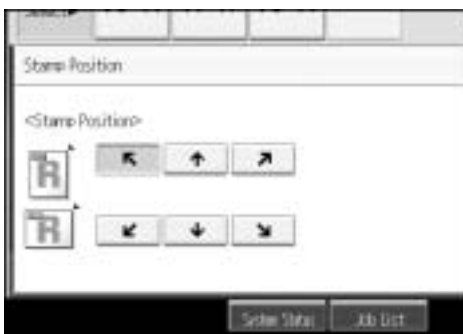 Stamp Position
<Stamp Position>
R
R
System Status Job List